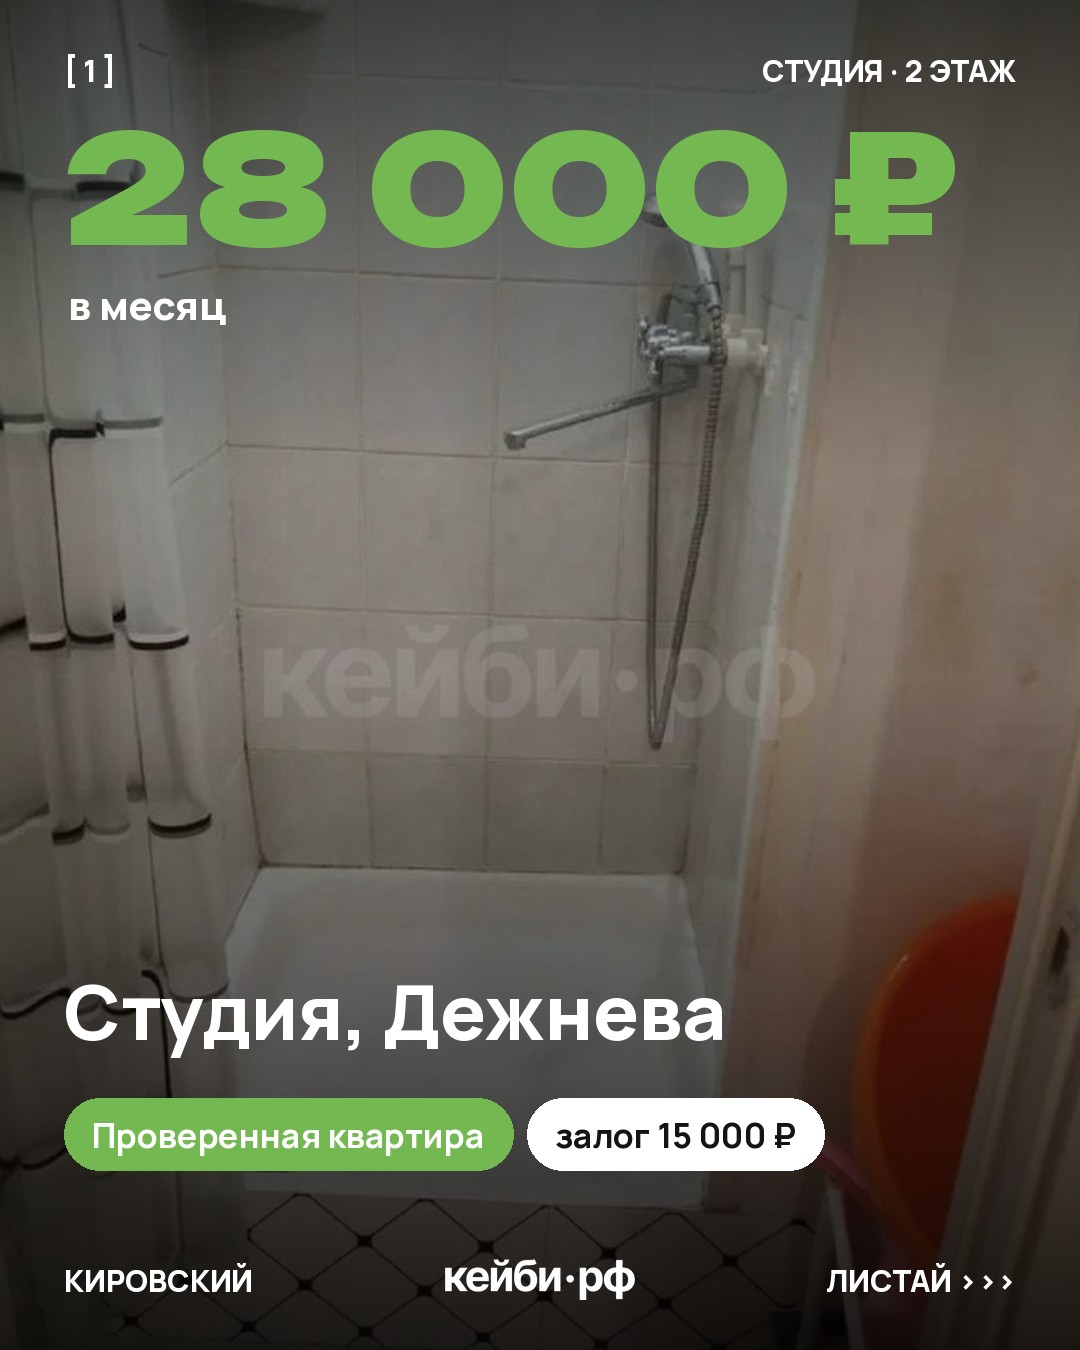 [ 1 ]
СТУДИЯ · 2 ЭТАЖ
28 000 ₽
в месяц
кейби·рф
Студия, Дежнева
Проверенная квартира
залог 15 000 ₽
КИРОВСКИЙ
кейби·рф
ЛИСТАЙ >>>